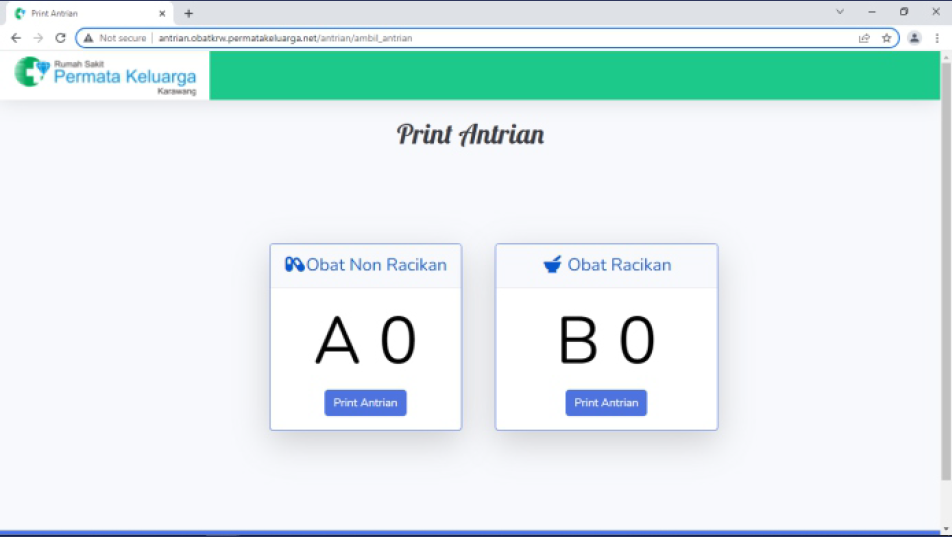 Print Antrian
Not secure | antrian.obatkrw.permatakeluarga.net/antrian/ambil_antrian
Rumah Sakit
Permata Keluarga
Karawang
Print Antrian
Obat Non Racikan
A 0
Print Antrian
Obat Racikan
B 0
Print Antrian